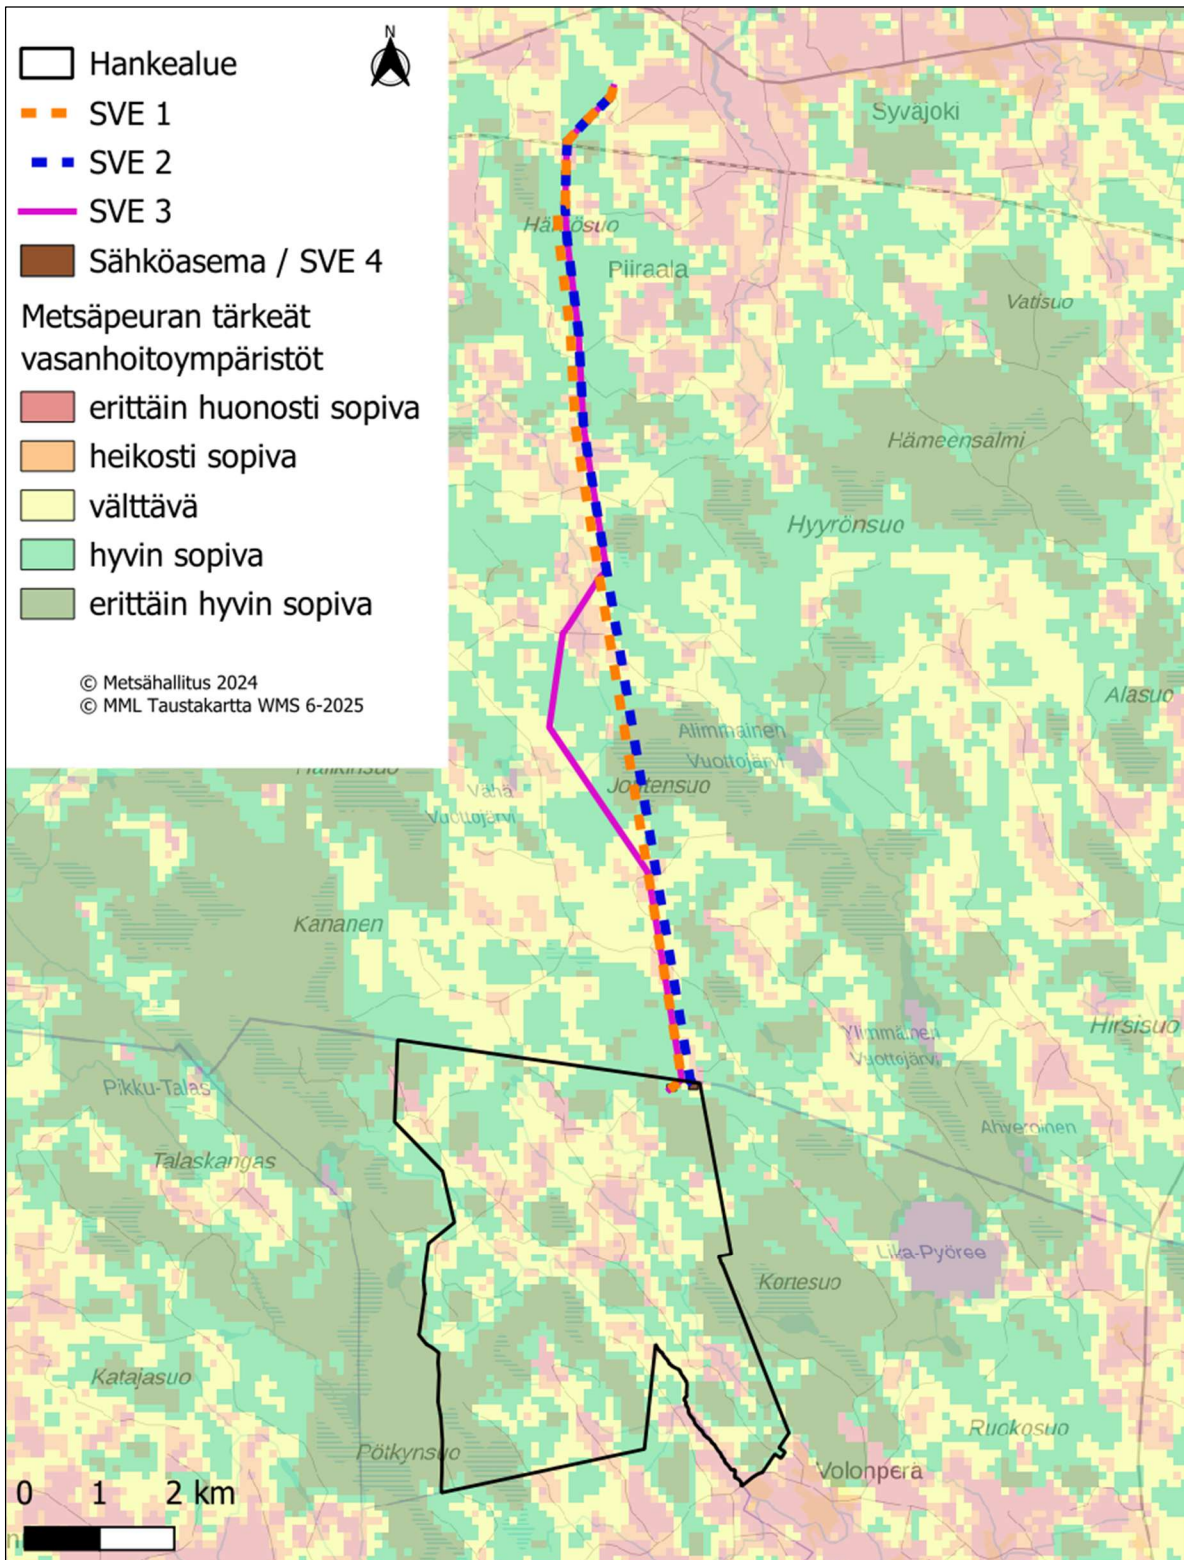 N
Hankealue
SVE 1
SVE 2
SVE 3
Sähköasema / SVE 4
Metsäpeuran tärkeät
vasanhoitoympäristöt
erittäin huonosti sopiva
heikosti sopiva
välttävä
hyvin sopiva
erittäin hyvin sopiva
© Metsähallitus 2024
© MML Taustakartta WMS 6-2025
Syväjoki
Piiraala
Vatisuo
Hämeensalmi
Hyyrönsuo
Alasuo
Alimmainen
Vuottojärvi
Joutensuo
Vähä
Vuottojärvi
Kananen
Hirsisuo
Ylimmäinen
Vuottojärvi
Pikku-Talas
Ahveroinen
Talaskangas
Lika-Pyöree
Kortesuo
Katajasuo
Ruokosuo
Pötkynsuo
Volonperä
0 1 2 km